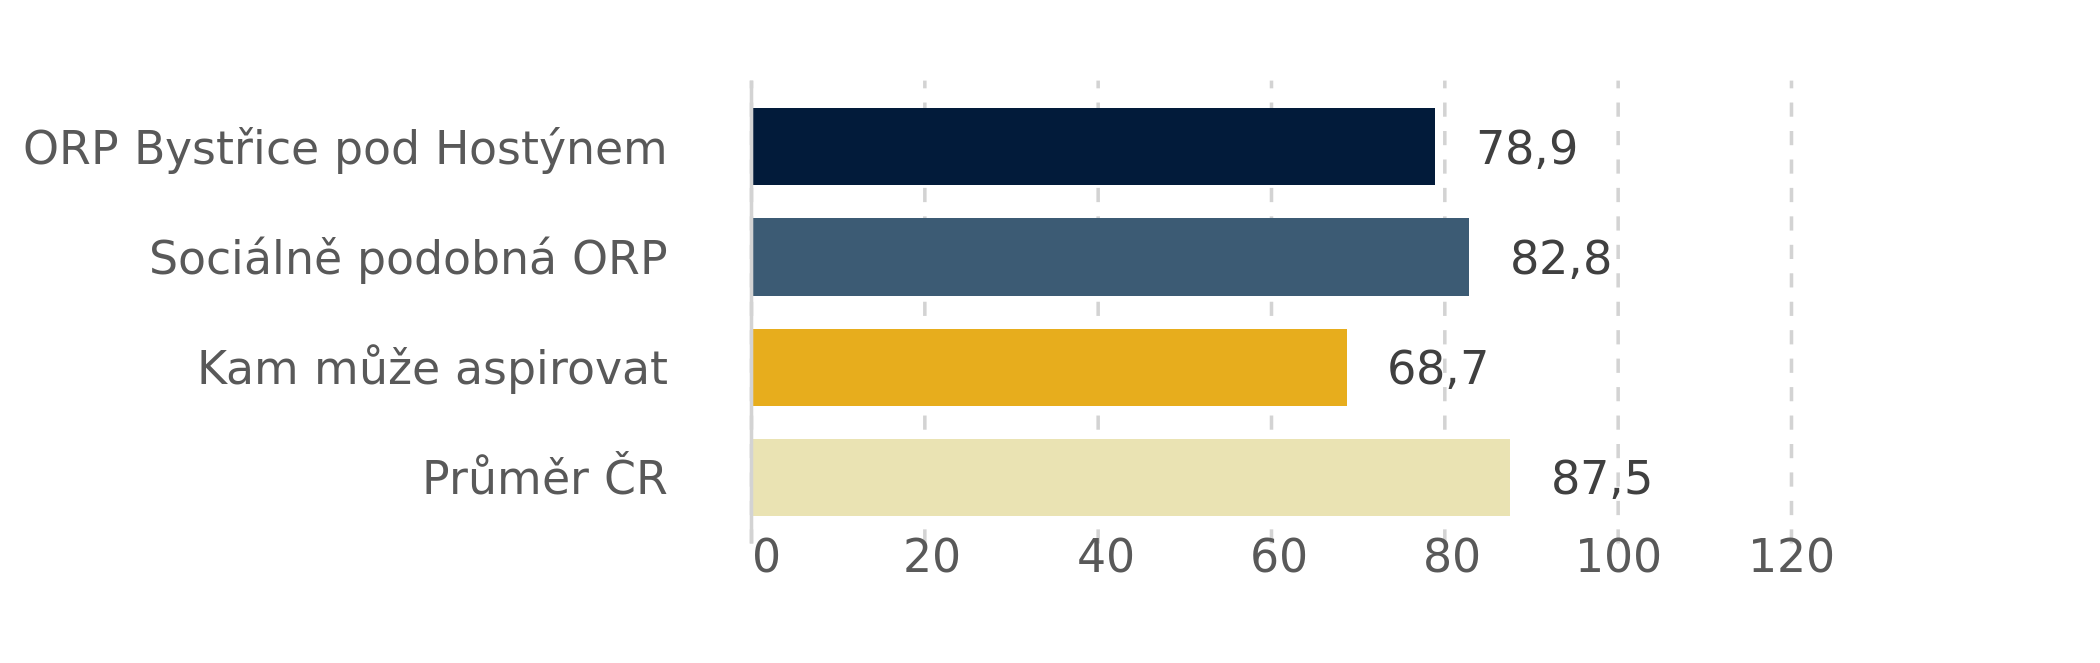 ORP Bystřice pod Hostýnem 78,9
Sociálně podobná ORP 82,8
Kam může aspirovat 68,7
Průměr ČR 87,5
0 20 40 60 80 100 120